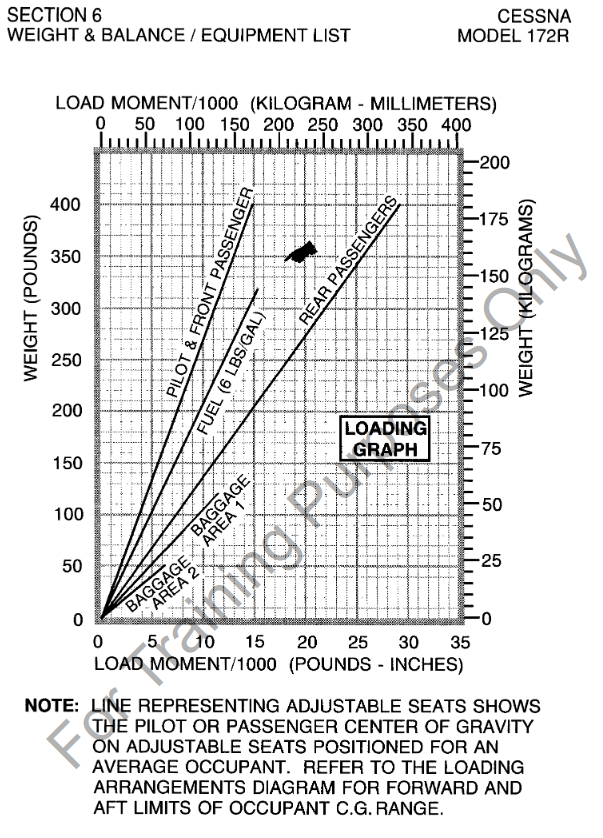 SECTION 6
WEIGHT & BALANCE / EQUIPMENT LIST
CESSNA
MODEL 172R
LOAD MOMENT/1000 (KILOGRAM - MILLIMETERS)
0 50 100 150 200 250 300 350 400
WEIGHT (POUNDS)
400
350
300
250
200
150
100
50
0
200
175
150
125
100
75
50
25
0
WEIGHT (KILOGRAMS)
PILOT & FRONT PASSENGER
FUEL (6 LBS/GAL)
REAR PASSENGERS
BAGGAGE
AREA 1
BAGGAGE
AREA 2
LOADING
GRAPH
0 5 10 15 20 25 30 35
LOAD MOMENT/1000 (POUNDS - INCHES)
For Training Purposes Only
NOTE: LINE REPRESENTING ADJUSTABLE SEATS SHOWS
THE PILOT OR PASSENGER CENTER OF GRAVITY
ON ADJUSTABLE SEATS POSITIONED FOR AN
AVERAGE OCCUPANT. REFER TO THE LOADING
ARRANGEMENTS DIAGRAM FOR FORWARD AND
AFT LIMITS OF OCCUPANT C.G. RANGE.